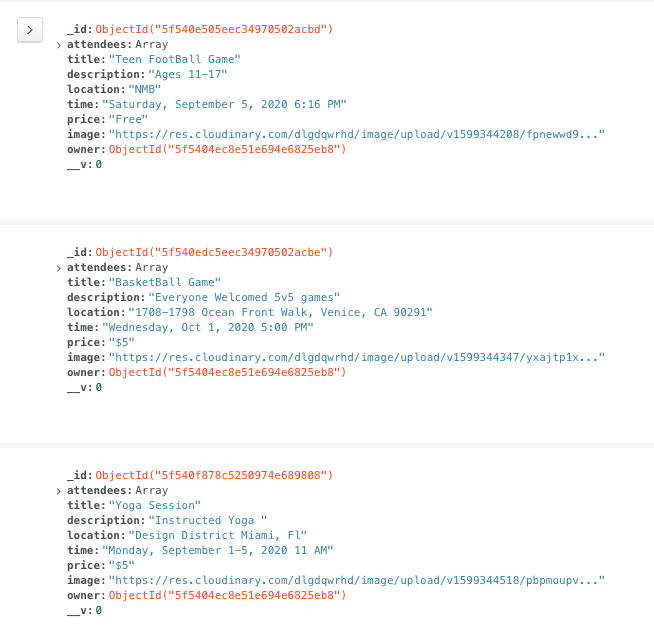 _id:ObjectId("5f540e505eec34970502acbd")
attendees:Array
title:"Teen FootBall Game"
description:"Ages 11-17"
location:"NMB"
time:"Saturday, September 5, 2020 6:16 PM"
price:"Free"
image:"https://res.cloudinary.com/dlgdqwrhd/image/upload/v1599344208/fpnewwd9..."
owner:ObjectId("5f5404ec8e51e694e6825eb8")
__v:0
_id:ObjectId("5f540edc5eec34970502acbe")
attendees:Array
title:"BasketBall Game"
description:"Everyone Welcomed 5v5 games"
location:"1708-1798 Ocean Front Walk, Venice, CA 90291"
time:"Wednesday, Oct 1, 2020 5:00 PM"
price:"$5"
image:"https://res.cloudinary.com/dlgdqwrhd/image/upload/v1599344347/yxajtp1x..."
owner:ObjectId("5f5404ec8e51e694e6825eb8")
__v:0
_id:ObjectId("5f540f878c5250974e689808")
attendees:Array
title:"Yoga Session"
description:"Instructed Yoga "
location:"Design District Miami, Fl"
time:"Monday, September 1-5, 2020 11 AM"
price:"$5"
image:"https://res.cloudinary.com/dlgdqwrhd/image/upload/v1599344518/pbpmoupv..."
owner:ObjectId("5f5404ec8e51e694e6825eb8")
__v:0